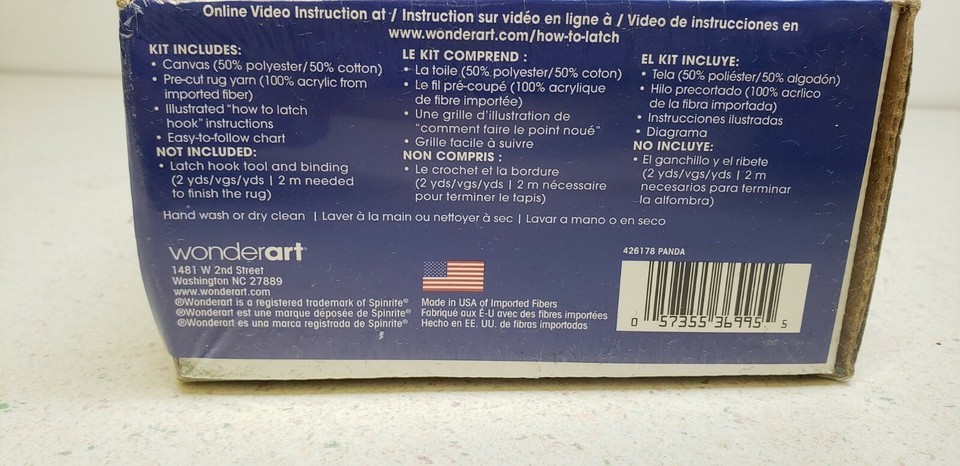 Online Video Instruction at / Instruction sur vidéo en ligne à / Video de instrucciones en
www.wonderart.com/how-to-latch
KIT INCLUDES:
• Canvas (50% polyester/50% cotton)
• Pre-cut rug yarn (100% acrylic from
imported fiber)
• Illustrated "how to latch
hook" instructions
• Easy-to-follow chart
NOT INCLUDED:
• Latch hook tool and binding
(2 yds/vgs/yds | 2 m needed
to finish the rug)
LE KIT COMPREND :
• La toile (50% polyester/50% coton)
• Le fil pré-coupé (100% acrylique
de fibre importée)
• Une grille d'illustration de
"comment faire le point noué"
• Grille facile à suivre
NON COMPRIS :
• Le crochet et la bordure
(2 yds/vgs/yds | 2 m nécessaire
pour terminer le tapis)
EL KIT INCLUYE:
• Tela (50% poliéster/50% algodón)
• Hilo precortado (100% acrlico
de la fibra importada)
• Instrucciones ilustradas
• Diagrama
NO INCLUYE:
• El ganchillo y el ribete
(2 yds/vgs/yds | 2 m
necesarios para terminar
la alfombra)
Hand wash or dry clean | Laver à la main ou nettoyer à sec | Lavar a mano o en seco
wonderart
1481 W 2nd Street
Washington NC 27889
www.wonderart.com
®Wonderart is a registered trademark of Spinrite®
®Wonderart est une marque déposée de Spinrite®
®Wonderart es una marca registrada de Spinrite®
Made in USA of Imported Fibers
Fabriqué aux É-U avec des fibres importées
Hecho en EE. UU. de fibras importadas
426178 PANDA
0 57355 36995 5